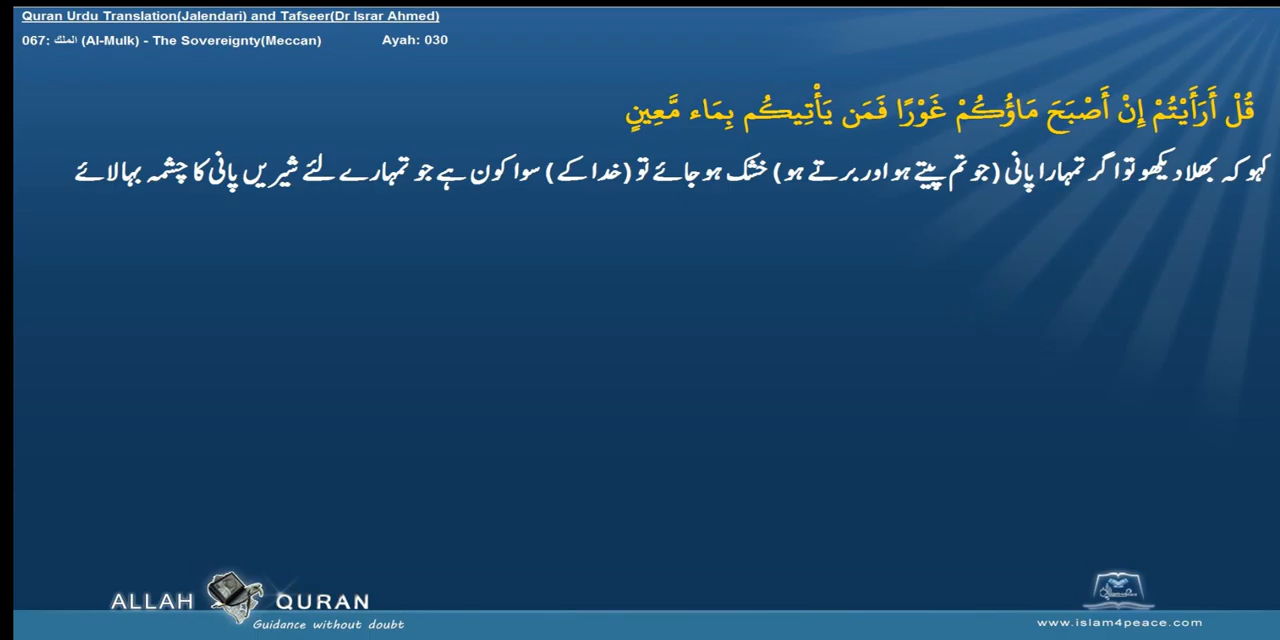 Quran Urdu Translation(Jalendari) and Tafseer(Dr Israr Ahmed)
067: الملك (Al-Mulk) - The Sovereignty(Meccan) Ayah: 030
قُلْ أَرَأَيْتُمْ إِنْ أَصْبَحَ مَاؤُكُمْ غَوْرًا فَمَن يَأْتِيكُم بِمَاء مَّعِينٍ
کہو کہ بھلا دیکھو تو اگر تمہارا پانی (جو تم پیتے ہو اور برتے ہو) خشک ہوجائے تو (خدا کے) سوا کون ہے جو تمہارے لئے شیریں پانی کا چشمہ بہا لائے
ALLAH QURAN
Guidance without doubt
www.islam4peace.com